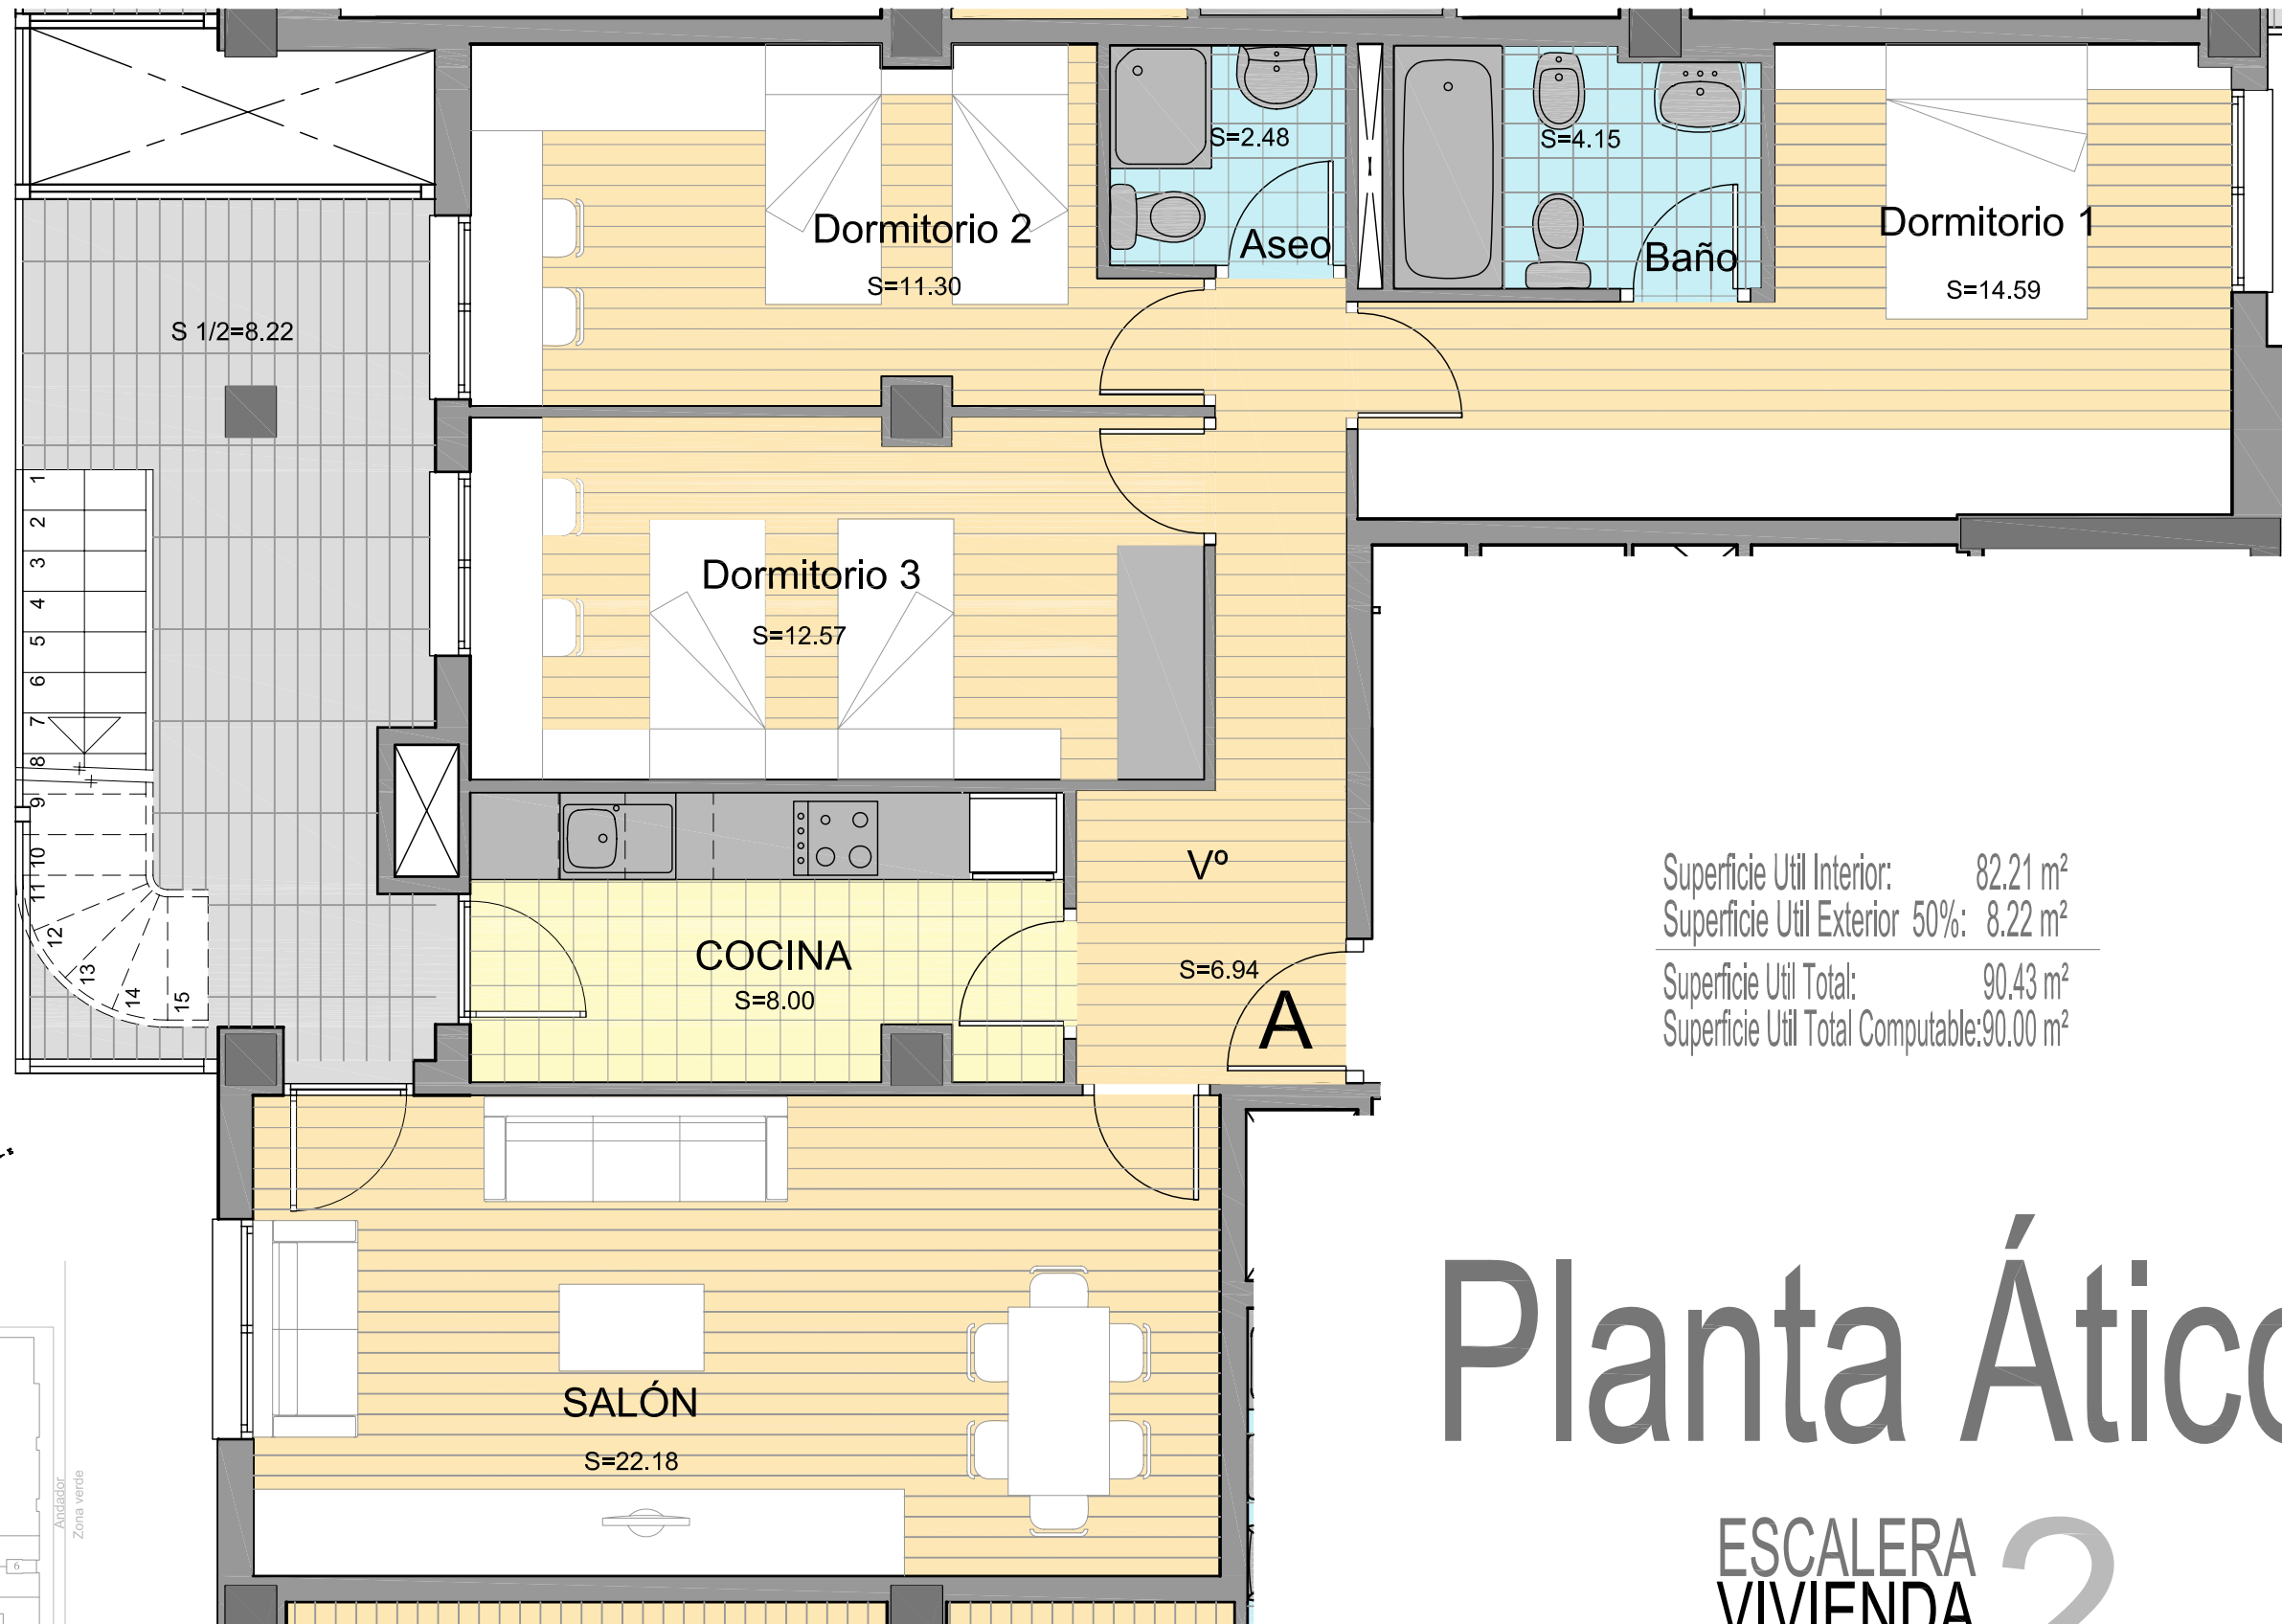 S=2.48
S=4.15
Dormitorio 2
S=11.30
Aseo
Baño
Dormitorio 1
S=14.59
S 1/2=8.22
1
2
3
4
5
6
7
8
9
10
11
12
13
14
15
Dormitorio 3
S=12.57
Vº
S=6.94
A
COCINA
S=8.00
Superficie Util Interior: 82.21 m²
Superficie Util Exterior 50%: 8.22 m²
Superficie Util Total: 90.43 m²
Superficie Util Total Computable:90.00 m²
SALÓN
S=22.18
Planta Ático
ESCALERA 2
VIVIENDA
Andador
Zona verde
6